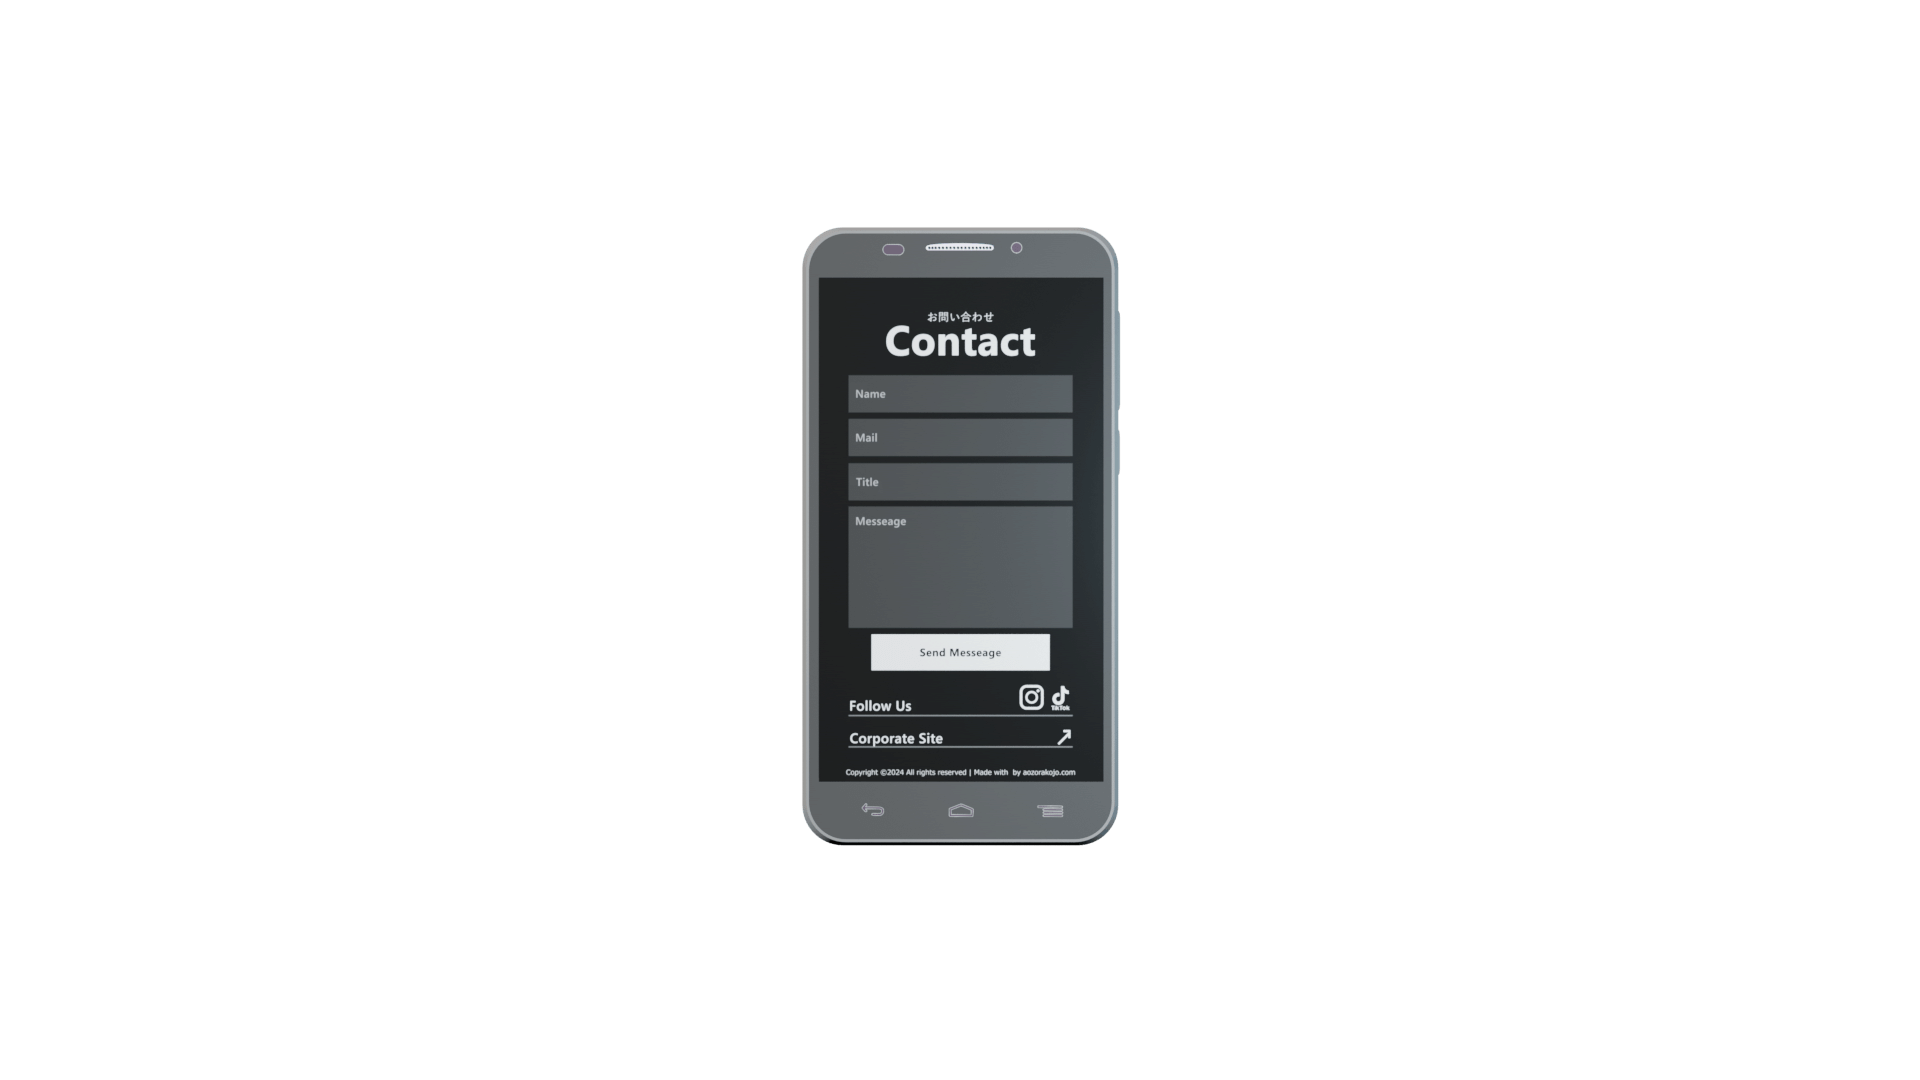 お問い合わせ
Contact
Name
Mail
Title
Messeage
Send Messeage
Follow Us
TikTok
Corporate Site
Copyright ©2024 All rights reserved | Made with by aozorakojo.com